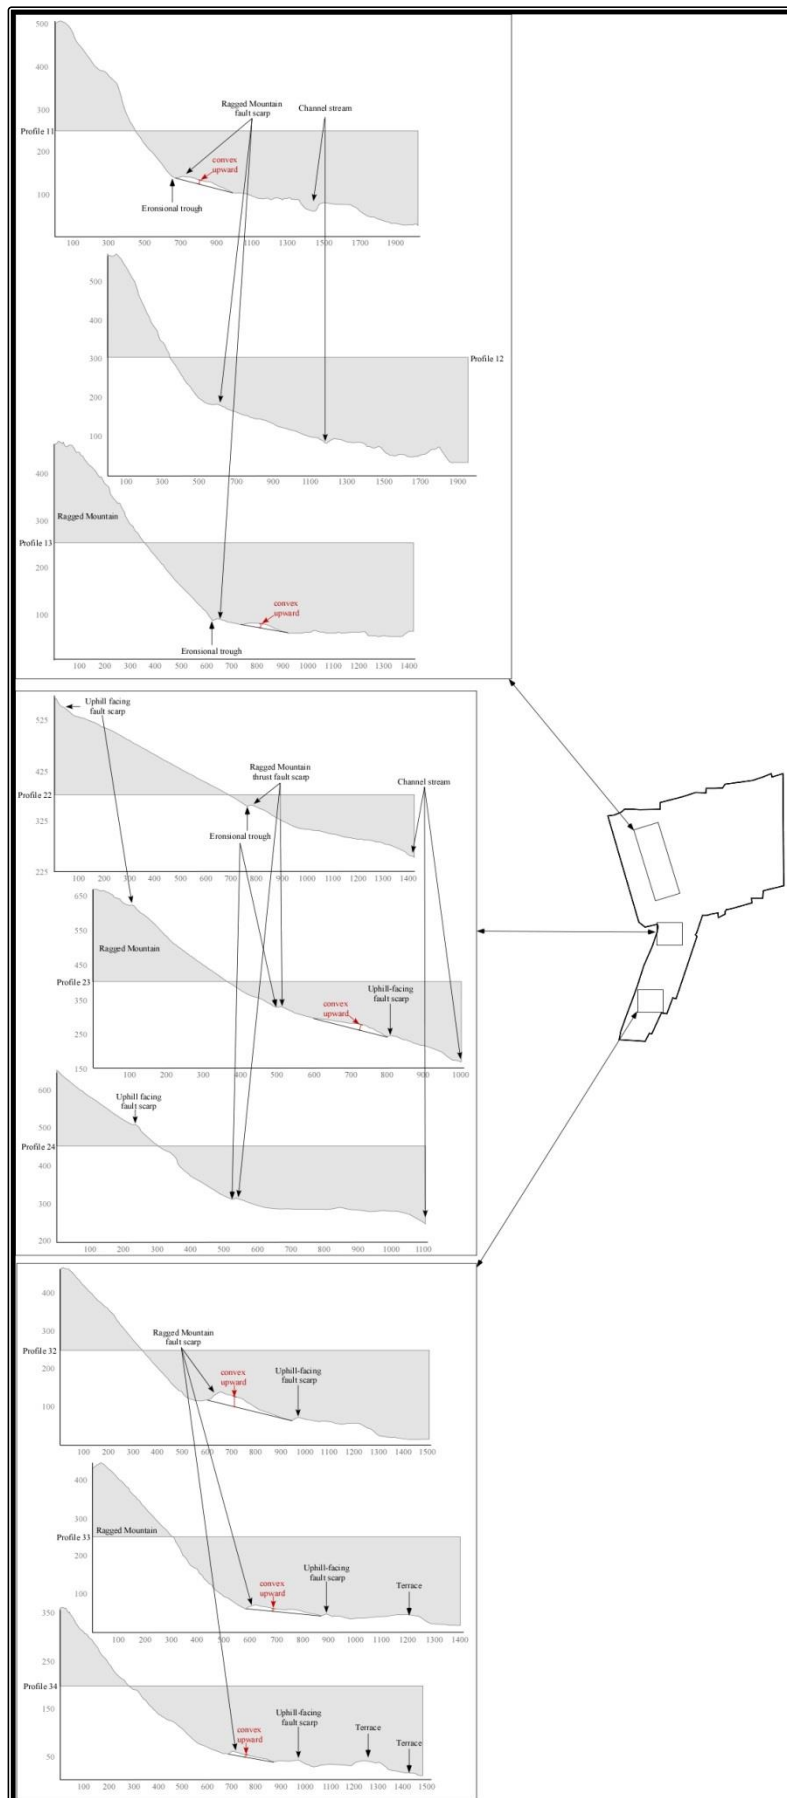 500
400
Ragged Mountain
fault scarp
Channel stream
300
Profile 11
200
convex
upward
100
Eronsional trough
100 300 500 700 900 1100 1300 1500 1700 1900
500
400
300
Profile 12
200
100
100 300 500 700 900 1100 1300 1500 1700 1900
400
Ragged Mountain
300
Profile 13
200
convex
upward
100
Eronsional trough
100 200 300 400 500 600 700 800 900 1000 1100 1200 1300 1400
Uphill facing
fault scarp
525
Ragged Mountain
thrust fault scarp
Channel stream
425
Profile 22
325
Eronsional trough
225
100 200 300 400 500 600 700 800 900 1000 1100 1200 1300 1400
650
550
Ragged Mountain
450
Uphill-facing
fault scarp
Profile 23
350
convex
upward
250
150
100 200 300 400 500 600 700 800 900 1000
600
Uphill facing
fault scarp
500
Profile 24
400
300
200
100 200 300 400 500 600 700 800 900 1000 1100
400
Ragged Mountain
fault scarp
300
Profile 32
convex
upward
Uphill-facing
fault scarp
200
100
100 200 300 400 500 600 700 800 900 1000 1100 1200 1300 1400 1500
400
300
Profile 33
Ragged Mountain
200
convex
upward
Uphill-facing
fault scarp
Terrace
100
100 200 300 400 500 600 700 800 900 1000 1100 1200 1300 1400
350
250
Profile 34
150
convex
upward
Uphill-facing
fault scarp
Terrace
Terrace
50
100 200 300 400 500 600 700 800 900 1000 1100 1200 1300 1400 1500